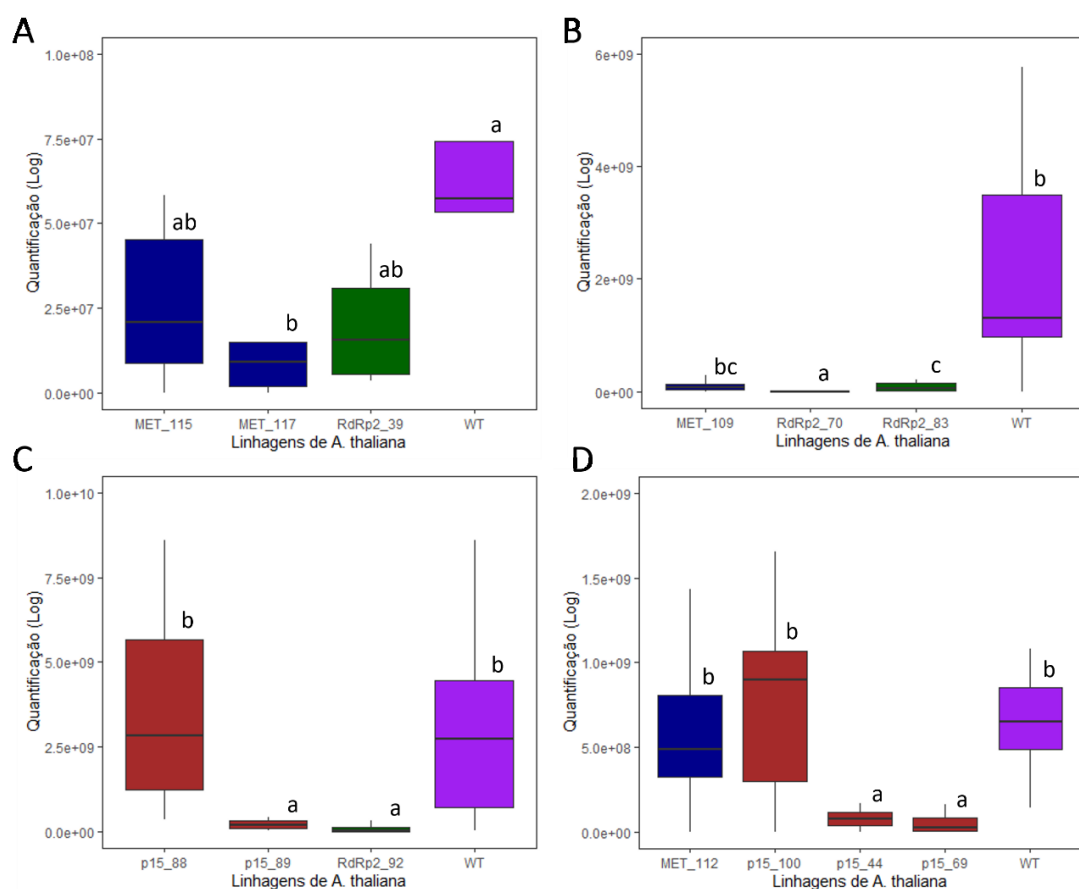 A
Quantificação (Log)
1.0e+08
7.5e+07
5.0e+07
2.5e+07
0.0e+00
ab
b
ab
a
MET_115 MET_117 RdRp2_39 WT
Linhagens de A. thaliana
B
Quantificação (Log)
6e+09
4e+09
2e+09
0e+00
bc
a
c
b
MET_109 RdRp2_70 RdRp2_83 WT
Linhagens de A. thaliana
C
Quantificação (Log)
1.0e+10
7.5e+09
5.0e+09
2.5e+09
0.0e+00
b
a
a
b
p15_88 p15_89 RdRp2_92 WT
Linhagens de A. thaliana
D
Quantificação (Log)
2.0e+09
1.5e+09
1.0e+09
5.0e+08
0.0e+00
b
b
a
a
b
MET_112 p15_100 p15_44 p15_69 WT
Linhagens de A. thaliana